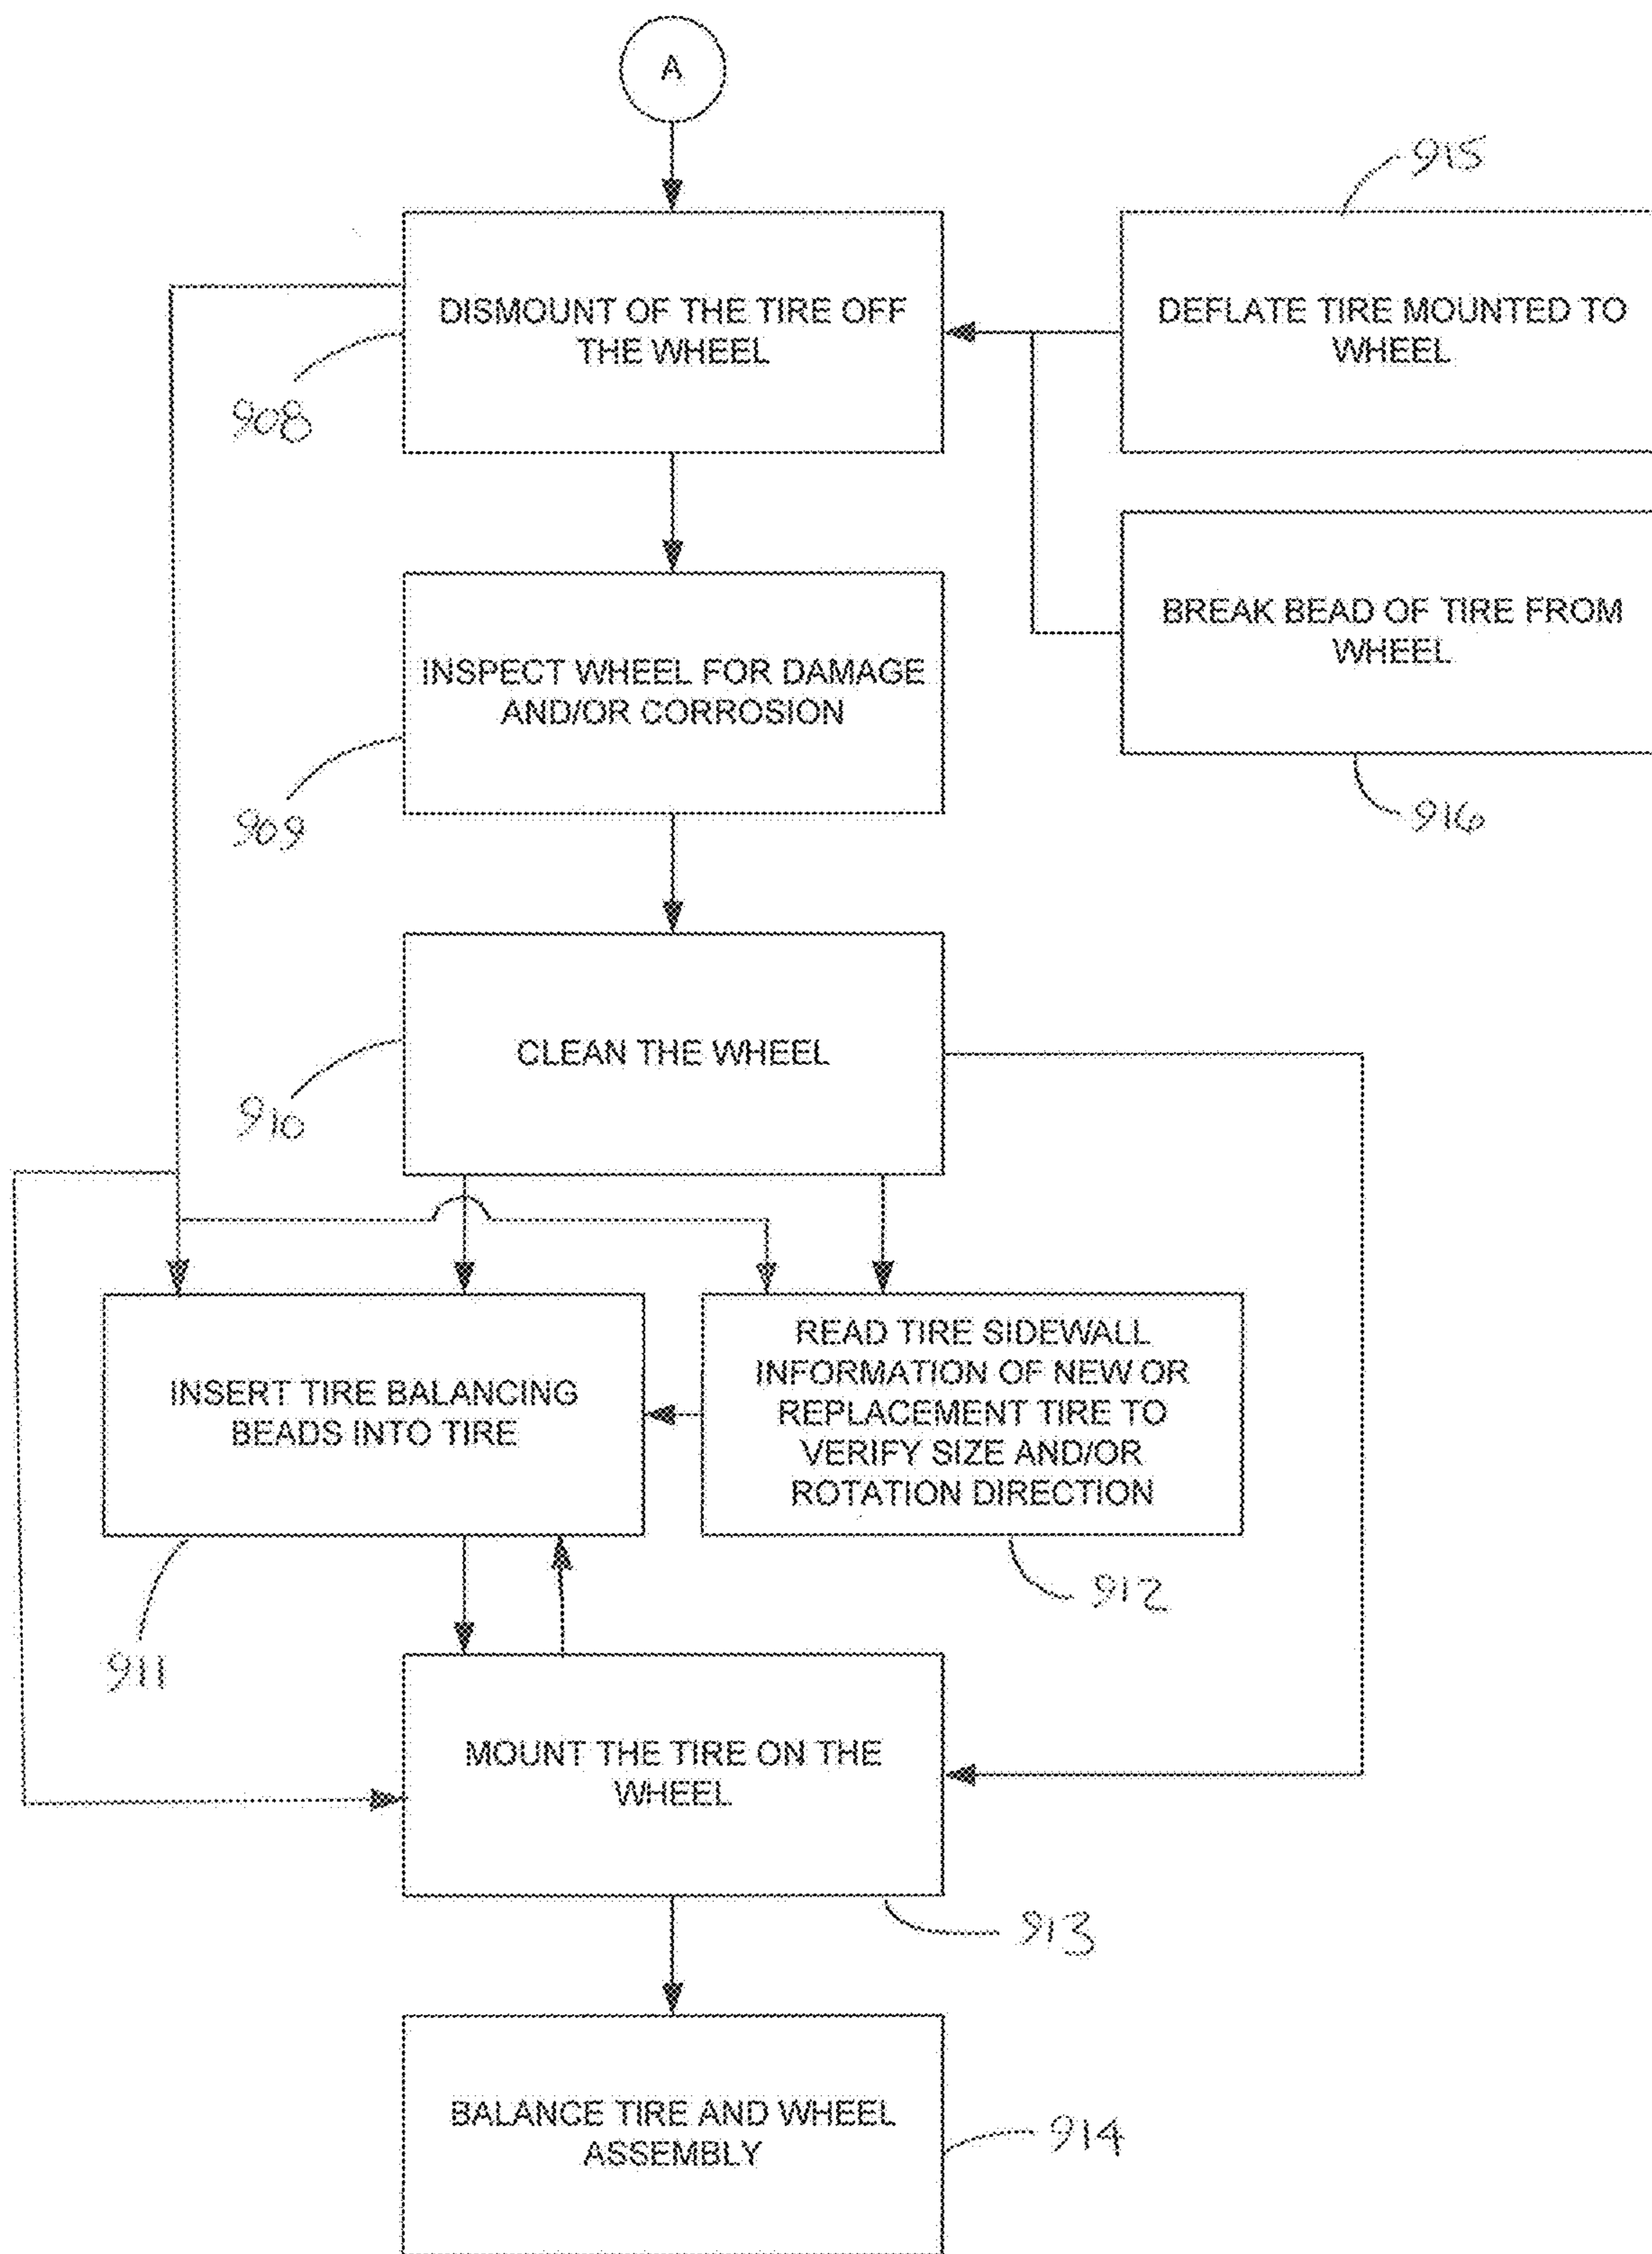 A
915
DISMOUNT OF THE TIRE OFF
THE WHEEL
DEFLATE TIRE MOUNTED TO
WHEEL
908
BREAK BEAD OF TIRE FROM
WHEEL
INSPECT WHEEL FOR DAMAGE
AND/OR CORROSION
909
916
CLEAN THE WHEEL
910
INSERT TIRE BALANCING
BEADS INTO TIRE
READ TIRE SIDEWALL
INFORMATION OF NEW OR
REPLACEMENT TIRE TO
VERIFY SIZE AND/OR
ROTATION DIRECTION
912
911
MOUNT THE TIRE ON THE
WHEEL
913
BALANCE TIRE AND WHEEL
ASSEMBLY
914